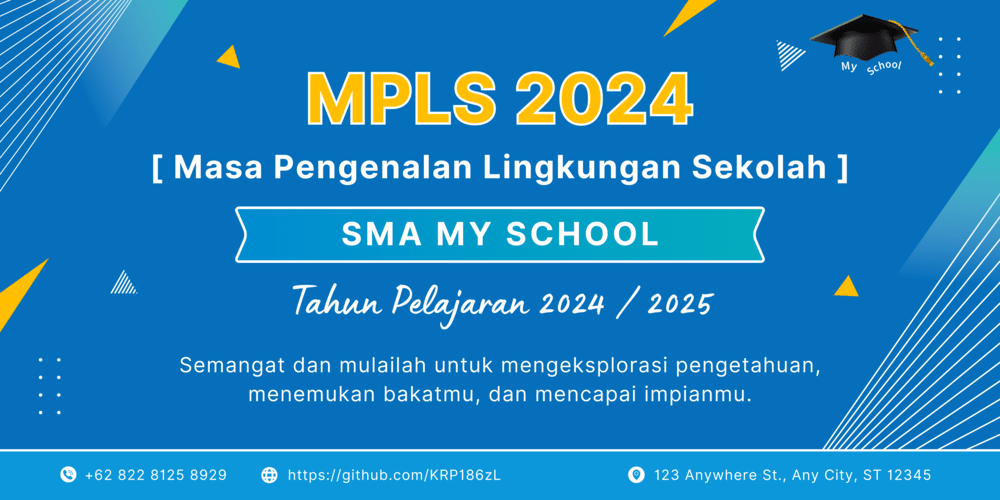 My School
MPLS 2024
[ Masa Pengenalan Lingkungan Sekolah ]
SMA MY SCHOOL
Tahun Pelajaran 2024 / 2025
Semangat dan mulailah untuk mengeksplorasi pengetahuan,
menemukan bakatmu, dan mencapai impianmu.
+62 822 8125 8929
https://github.com/KRP186zL
123 Anywhere St., Any City, ST 12345